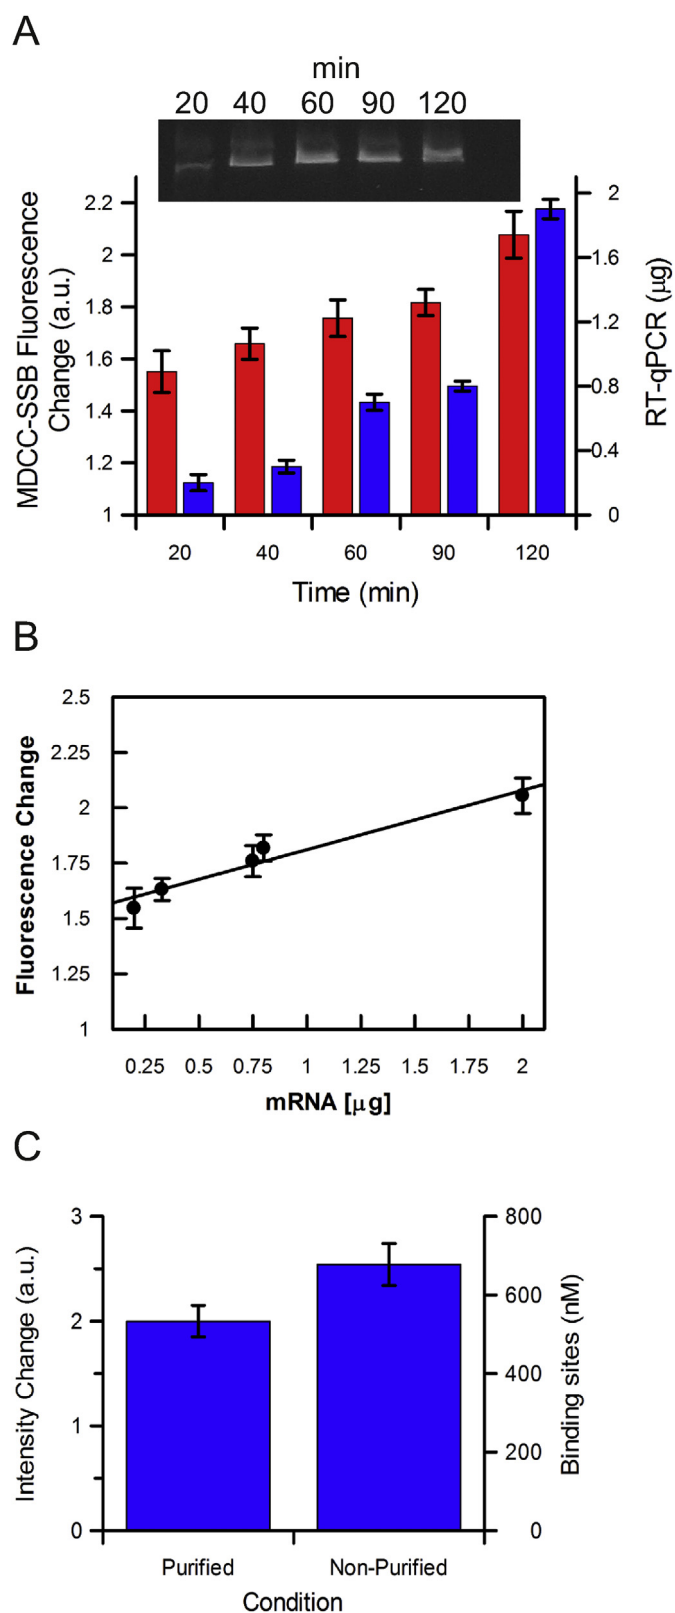 A
min
20 40 60 90 120
MDCC-SSB Fluorescence
Change (a.u.)
2.2
2
1.8
1.6
1.4
1.2
1
2
1.6
1.2
0.8
0.4
0
RT-qPCR (μg)
20 40 60 90 120
Time (min)
B
Fluorescence Change
2.5
2.25
2
1.75
1.5
1.25
1
0.25 0.5 0.75 1 1.25 1.5 1.75 2
mRNA [μg]
C
Intensity Change (a.u.)
3
2
1
0
800
600
400
200
0
Binding sites (nM)
Purified Non-Purified
Condition